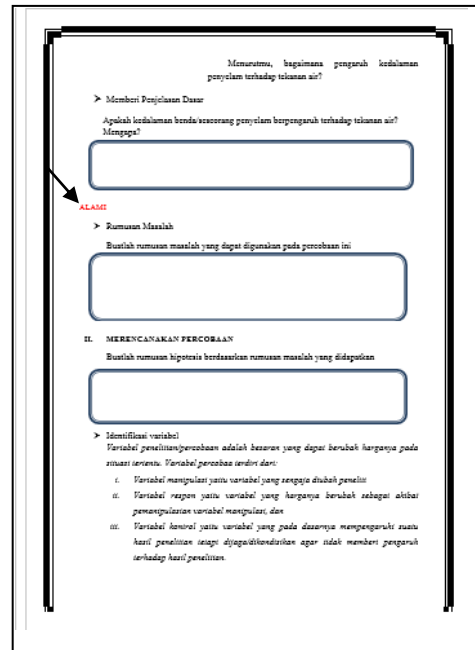 Menurutmu, bagaimana pengaruh kedalaman
penyelam terhadap tekanan air?
➤ Memberi Penjelasan Dasar
Apakah kedalaman benda/seseorang penyelam berpengaruh terhadap tekanan air?
Mengapa?
ALAMI
➤ Rumusan Masalah
Buatlah rumusan masalah yang dapat digunakan pada percobaan ini
II. MERENCANAKAN PERCOBAAN
Buatlah rumusan hipotesis berdasarkan rumusan masalah yang didapatkan
➤ Identifikasi variabel
Variabel penelitian/percobaan adalah besaran yang dapat berubah harganya pada
situasi tertentu. Variabel percobaa terdiri dari:
i. Variabel manipulasi yaitu variabel yang sengaja diubah peneliti
ii. Variabel respon yaitu variabel yang harganya berubah sebagai akibat
pemanipulasian variabel manipulasi, dan
iii. Variabel kontrol yaitu variabel yang pada dasarnya mempengaruhi suatu
hasil penelitian tetapi dijaga/dikondisikan agar tidak memberi pengaruh
terhadap hasil penelitian.